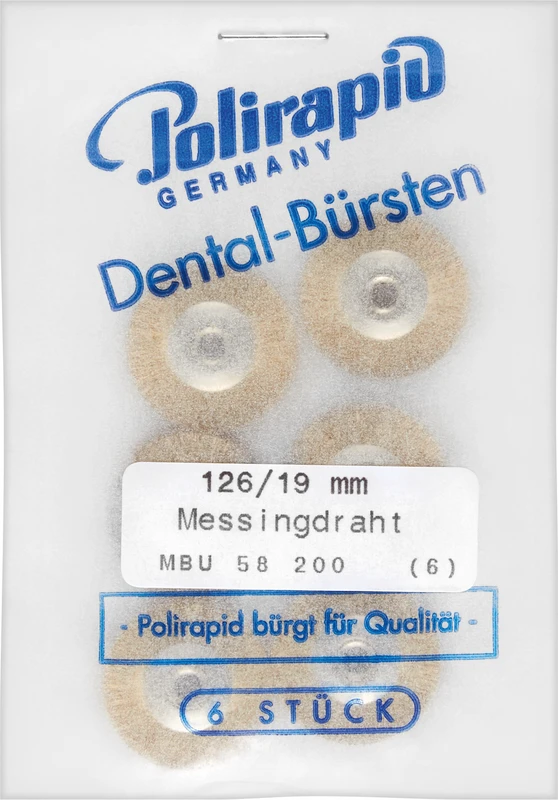 Polirapid
GERMANY
Dental-Bürsten
126/19 mm
Messingdraht
MBU 58 200 (6)
- Polirapid bürgt für Qualität -
6 STÜCK